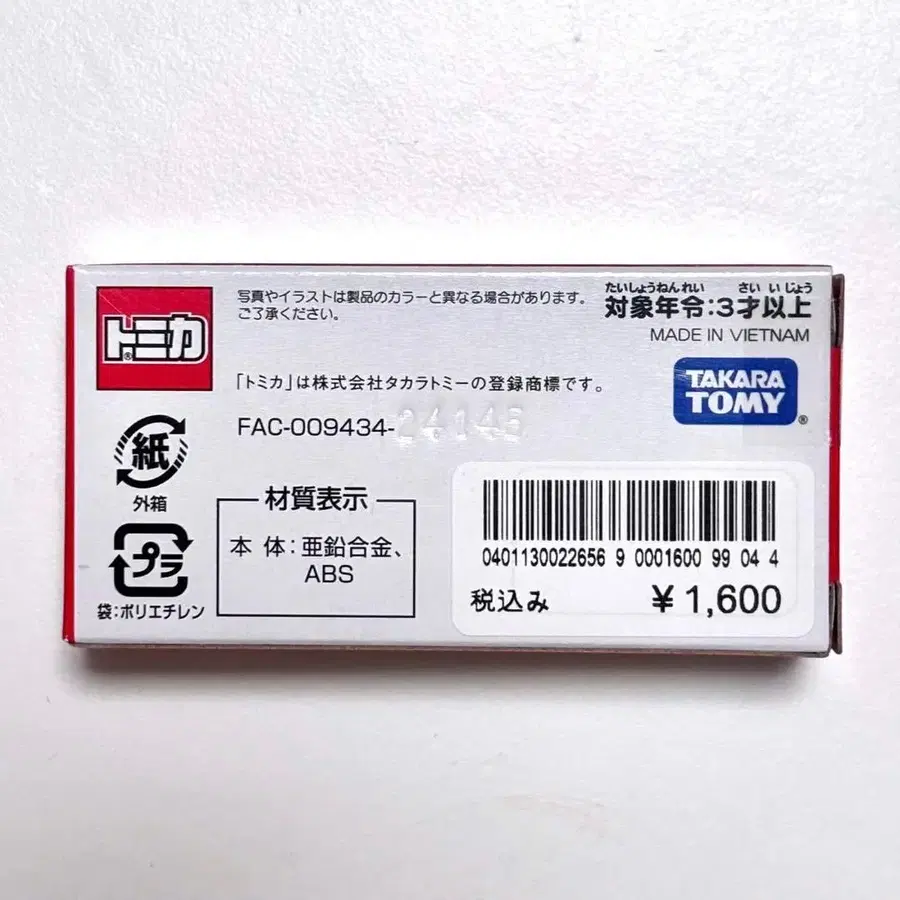 トミカ®
写真やイラストは製品のカラーと異なる場合があります。
ご了承ください。
たいしょうねんれい さい いじょう
対象年令:3才以上
MADE IN VIETNAM
「トミカ」は株式会社タカラトミーの登録商標です。
TAKARA
TOMY®
FAC-009434-24145
紙
外箱
プラ
袋:ポリエチレン
材質表示
本 体:亜鉛合金、
ABS
0401130022656 9 0001600 99 04 4
税込み ¥1,600